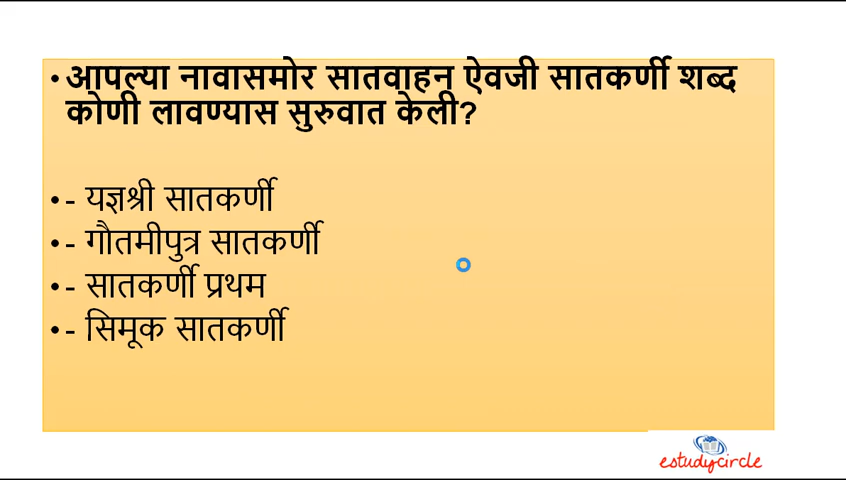 • आपल्या नावासमोर सातवाहन ऐवजी सातकर्णी शब्द
कोणी लावण्यास सुरुवात केली?
• - यज्ञश्री सातकर्णी
• - गौतमीपुत्र सातकर्णी
• - सातकर्णी प्रथम
• - सिमूक सातकर्णी
estudycircle